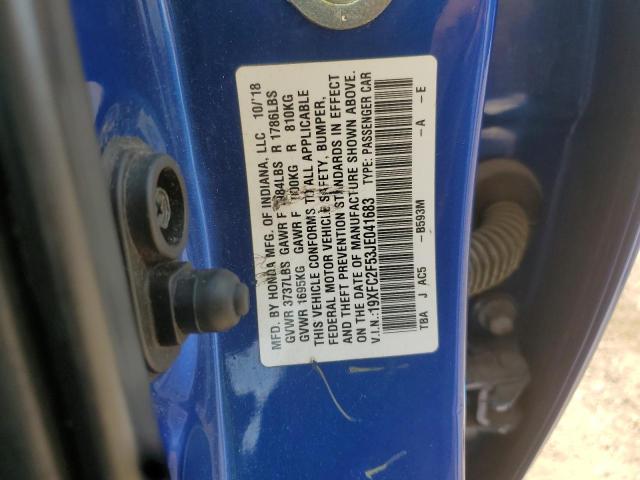 MFD. BY HONDA MFG. OF INDIANA, LLC 10/'18
GVWR 3737LBS GAWR F R 1786LBS
GVWR 1695KG GAWR F R 810KG
THIS VEHICLE CONFORMS TO ALL APPLICABLE
FEDERAL MOTOR VEHICLE SAFETY, BUMPER,
AND THEFT PREVENTION STANDARDS IN EFFECT
ON THE DATE OF MANUFACTURE SHOWN ABOVE.
V.I.N.:19XFC2F53JE041683 TYPE: PASSENGER CAR
TBA J AC5 -B593M -A -E